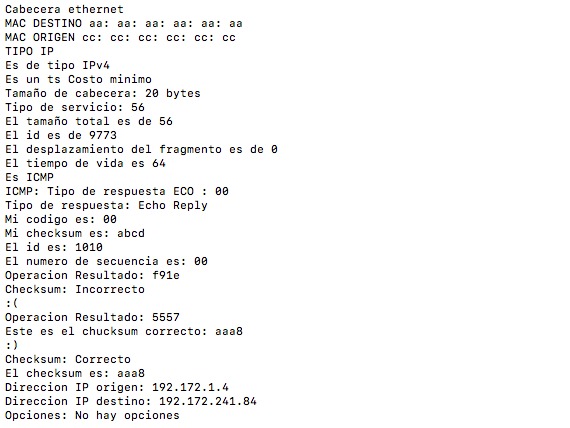 Cabecera ethernet
MAC DESTINO aa: aa: aa: aa: aa: aa
MAC ORIGEN cc: cc: cc: cc: cc: cc
TIPO IP
Es de tipo IPv4
Es un ts Costo minimo
Tamaño de cabecera: 20 bytes
Tipo de servicio: 56
El tamaño total es de 56
El id es de 9773
El desplazamiento del fragmento es de 0
El tiempo de vida es 64
Es ICMP
ICMP: Tipo de respuesta ECO : 00
Tipo de respuesta: Echo Reply
Mi codigo es: 00
Mi checksum es: abcd
El id es: 1010
El numero de secuencia es: 00
Operacion Resultado: f91e
Checksum: Incorrecto
:(
Operacion Resultado: 5557
Este es el chucksum correcto: aaa8
:)
Checksum: Correcto
El checksum es: aaa8
Direccion IP origen: 192.172.1.4
Direccion IP destino: 192.172.241.84
Opciones: No hay opciones